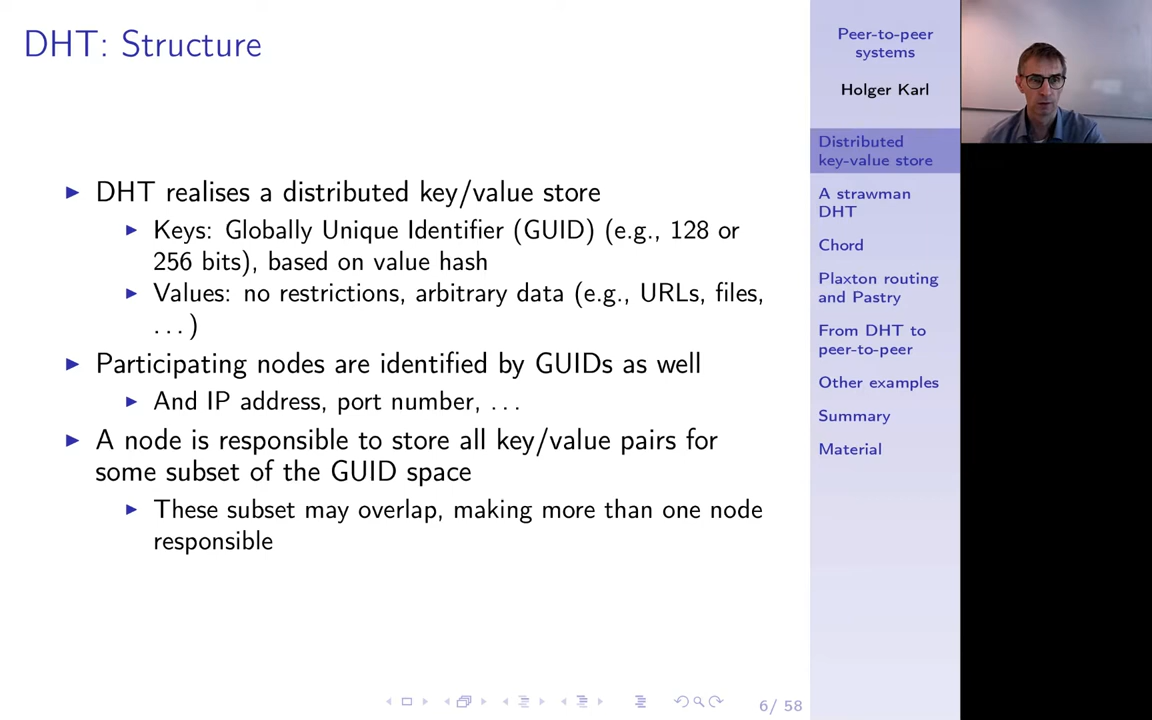 DHT: Structure
▶ DHT realises a distributed key/value store
▶ Keys: Globally Unique Identifier (GUID) (e.g., 128 or
256 bits), based on value hash
▶ Values: no restrictions, arbitrary data (e.g., URLs, files,
...)
▶ Participating nodes are identified by GUIDs as well
▶ And IP address, port number, ...
▶ A node is responsible to store all key/value pairs for
some subset of the GUID space
▶ These subset may overlap, making more than one node
responsible
6/ 58
Peer-to-peer
systems
Holger Karl
Distributed
key-value store
A strawman
DHT
Chord
Plaxton routing
and Pastry
From DHT to
peer-to-peer
Other examples
Summary
Material